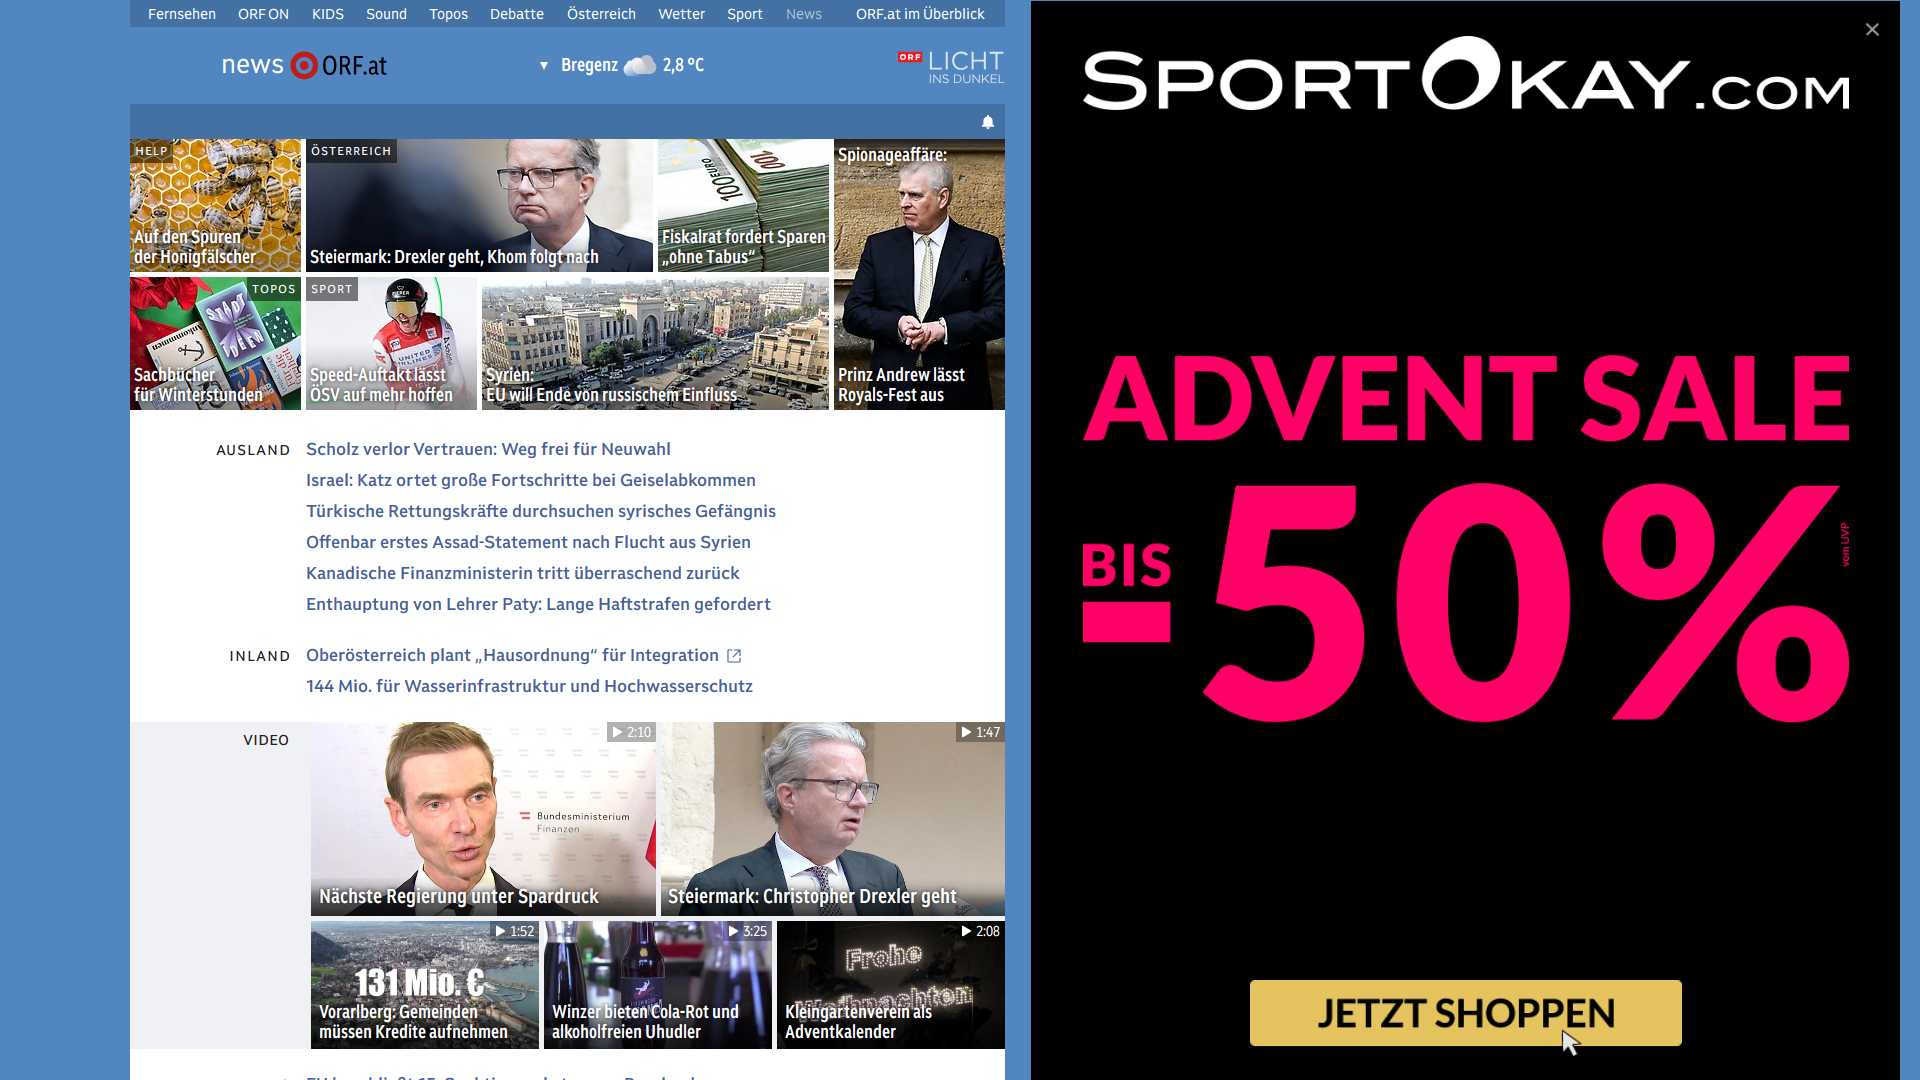 Fernsehen ORF ON KIDS Sound Topos Debatte Österreich Wetter Sport News ORF.at im Überblick
news ORF.at
▼ Bregenz 2,8 °C
ORF LICHT
INS DUNKEL
HELP
Auf den Spuren
der Honigfälscher
ÖSTERREICH
Steiermark: Drexler geht, Khom folgt nach
Fiskalrat fordert Sparen
„ohne Tabus“
Spionageaffäre:
Prinz Andrew lässt
Royals-Fest aus
TOPOS
Sachbücher
für Winterstunden
SPORT
Speed-Auftakt lässt
ÖSV auf mehr hoffen
Syrien:
EU will Ende von russischem Einfluss
AUSLAND
Scholz verlor Vertrauen: Weg frei für Neuwahl
Israel: Katz ortet große Fortschritte bei Geiselabkommen
Türkische Rettungskräfte durchsuchen syrisches Gefängnis
Offenbar erstes Assad-Statement nach Flucht aus Syrien
Kanadische Finanzministerin tritt überraschend zurück
Enthauptung von Lehrer Paty: Lange Haftstrafen gefordert
INLAND
Oberösterreich plant „Hausordnung“ für Integration
144 Mio. für Wasserinfrastruktur und Hochwasserschutz
VIDEO
2:10
Bundesministerium
Finanzen
Nächste Regierung unter Spardruck
1:47
Steiermark: Christopher Drexler geht
1:52
131 Mio. €
Vorarlberg: Gemeinden
müssen Kredite aufnehmen
3:25
Winzer bieten Cola-Rot und
alkoholfreien Uhudler
2:08
Frohe
Weihnachten
Kleingartenverein als
Adventkalender
SPORTOKAY.COM
ADVENT SALE
BIS
-50%
vom UVP
JETZT SHOPPEN